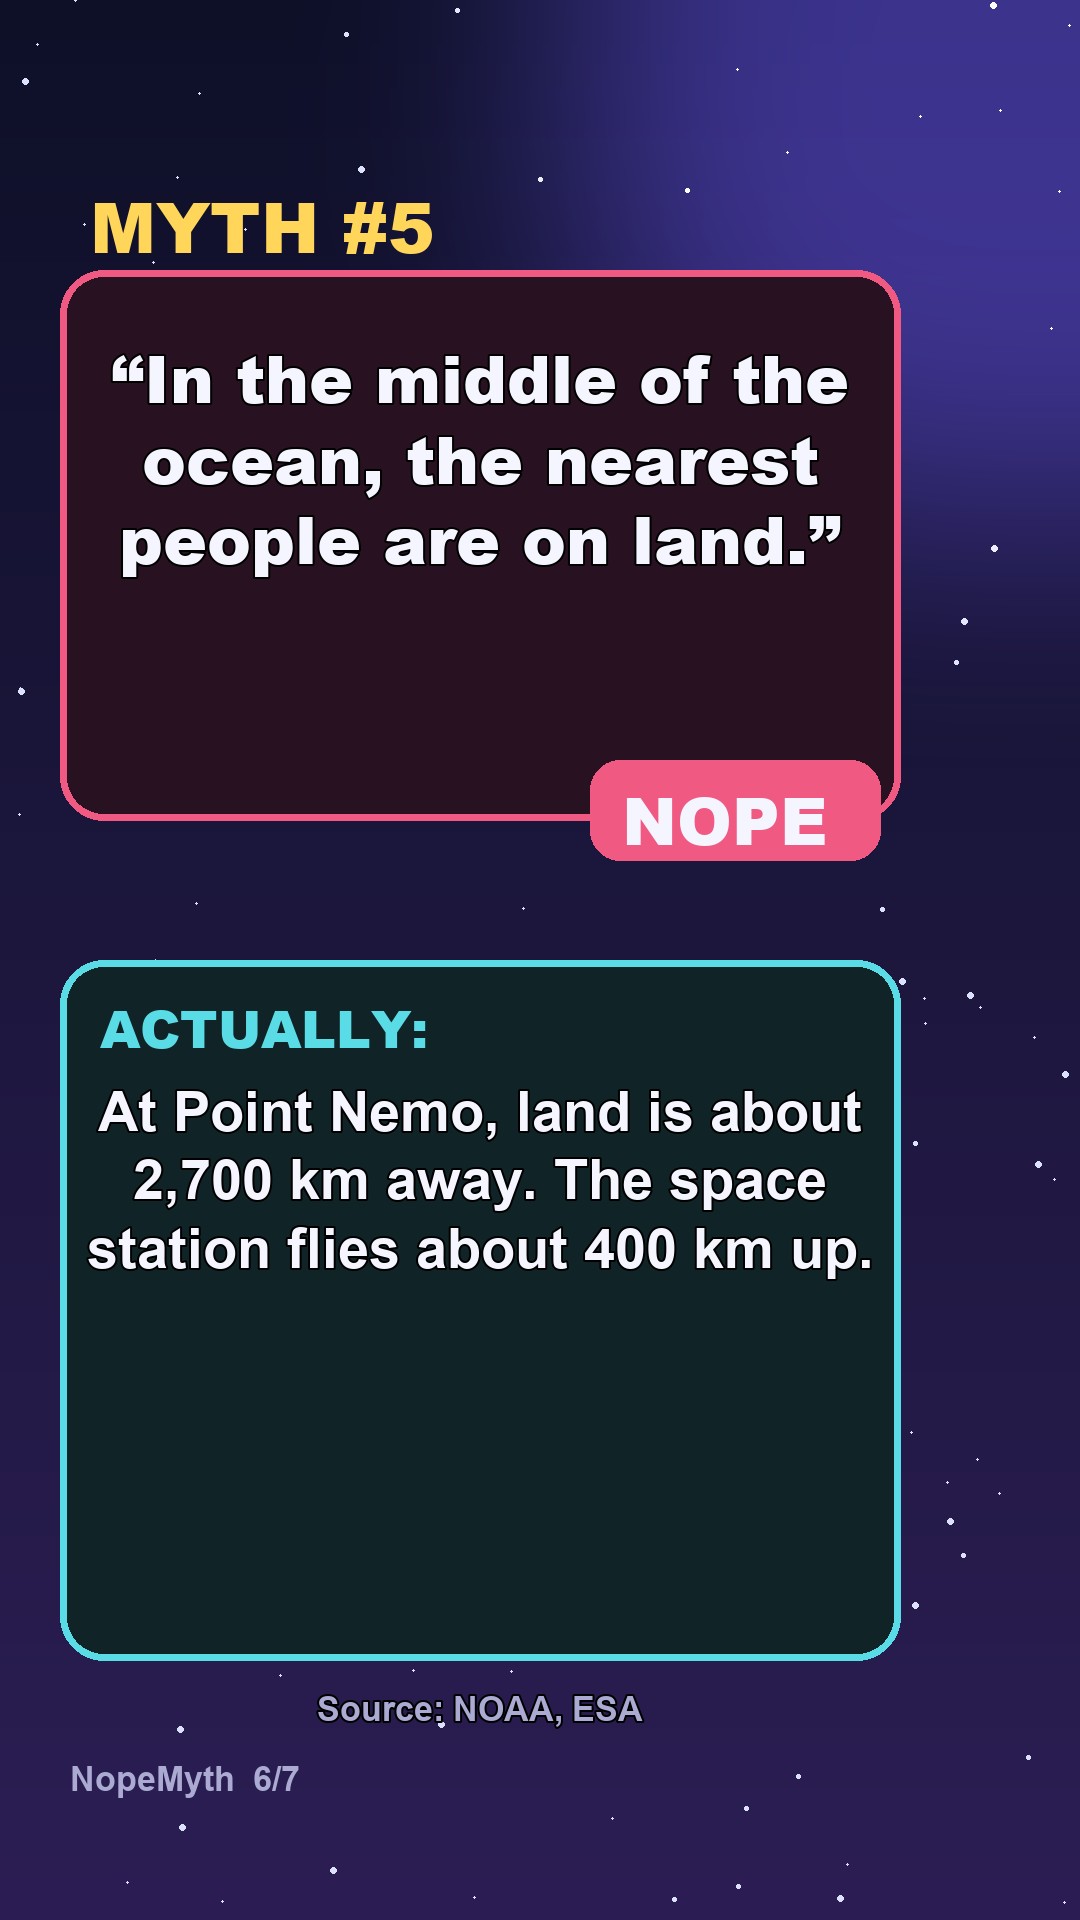 MYTH #5
“In the middle of the
ocean, the nearest
people are on land.”
NOPE
ACTUALLY:
At Point Nemo, land is about
2,700 km away. The space
station flies about 400 km up.
Source: NOAA, ESA
NopeMyth 6/7